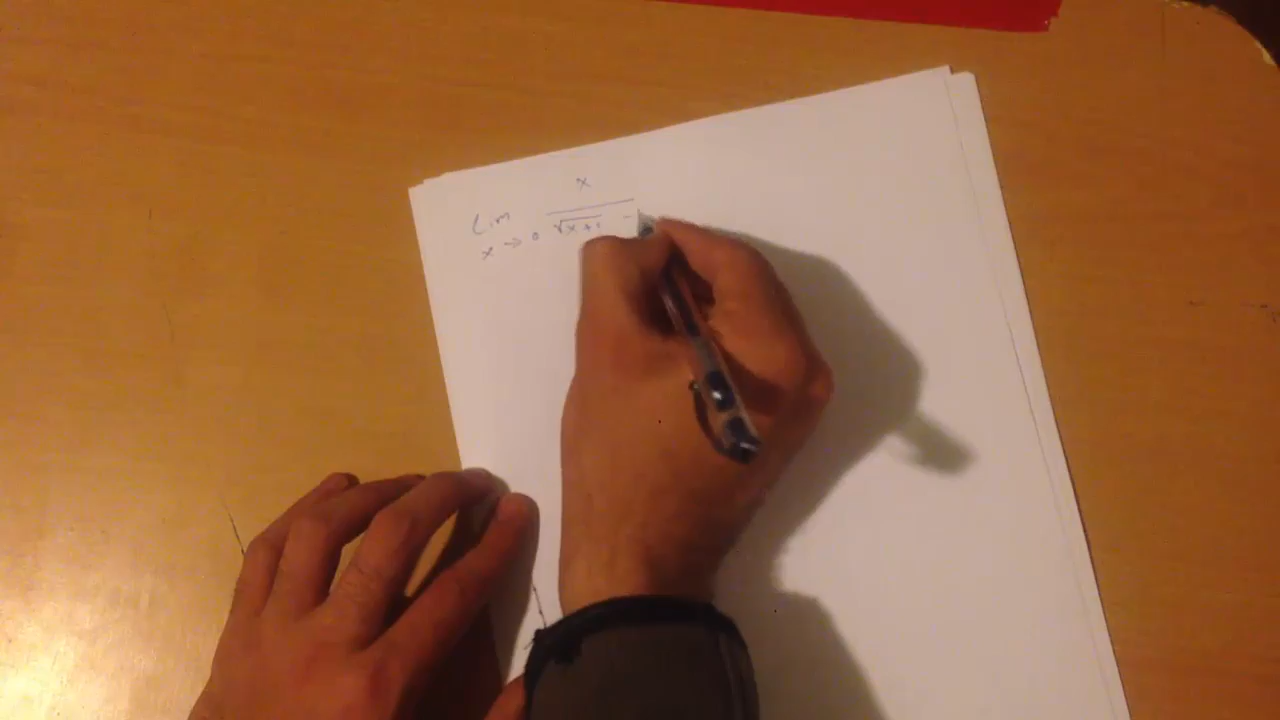 Lim x / √x+1 -
x → 0